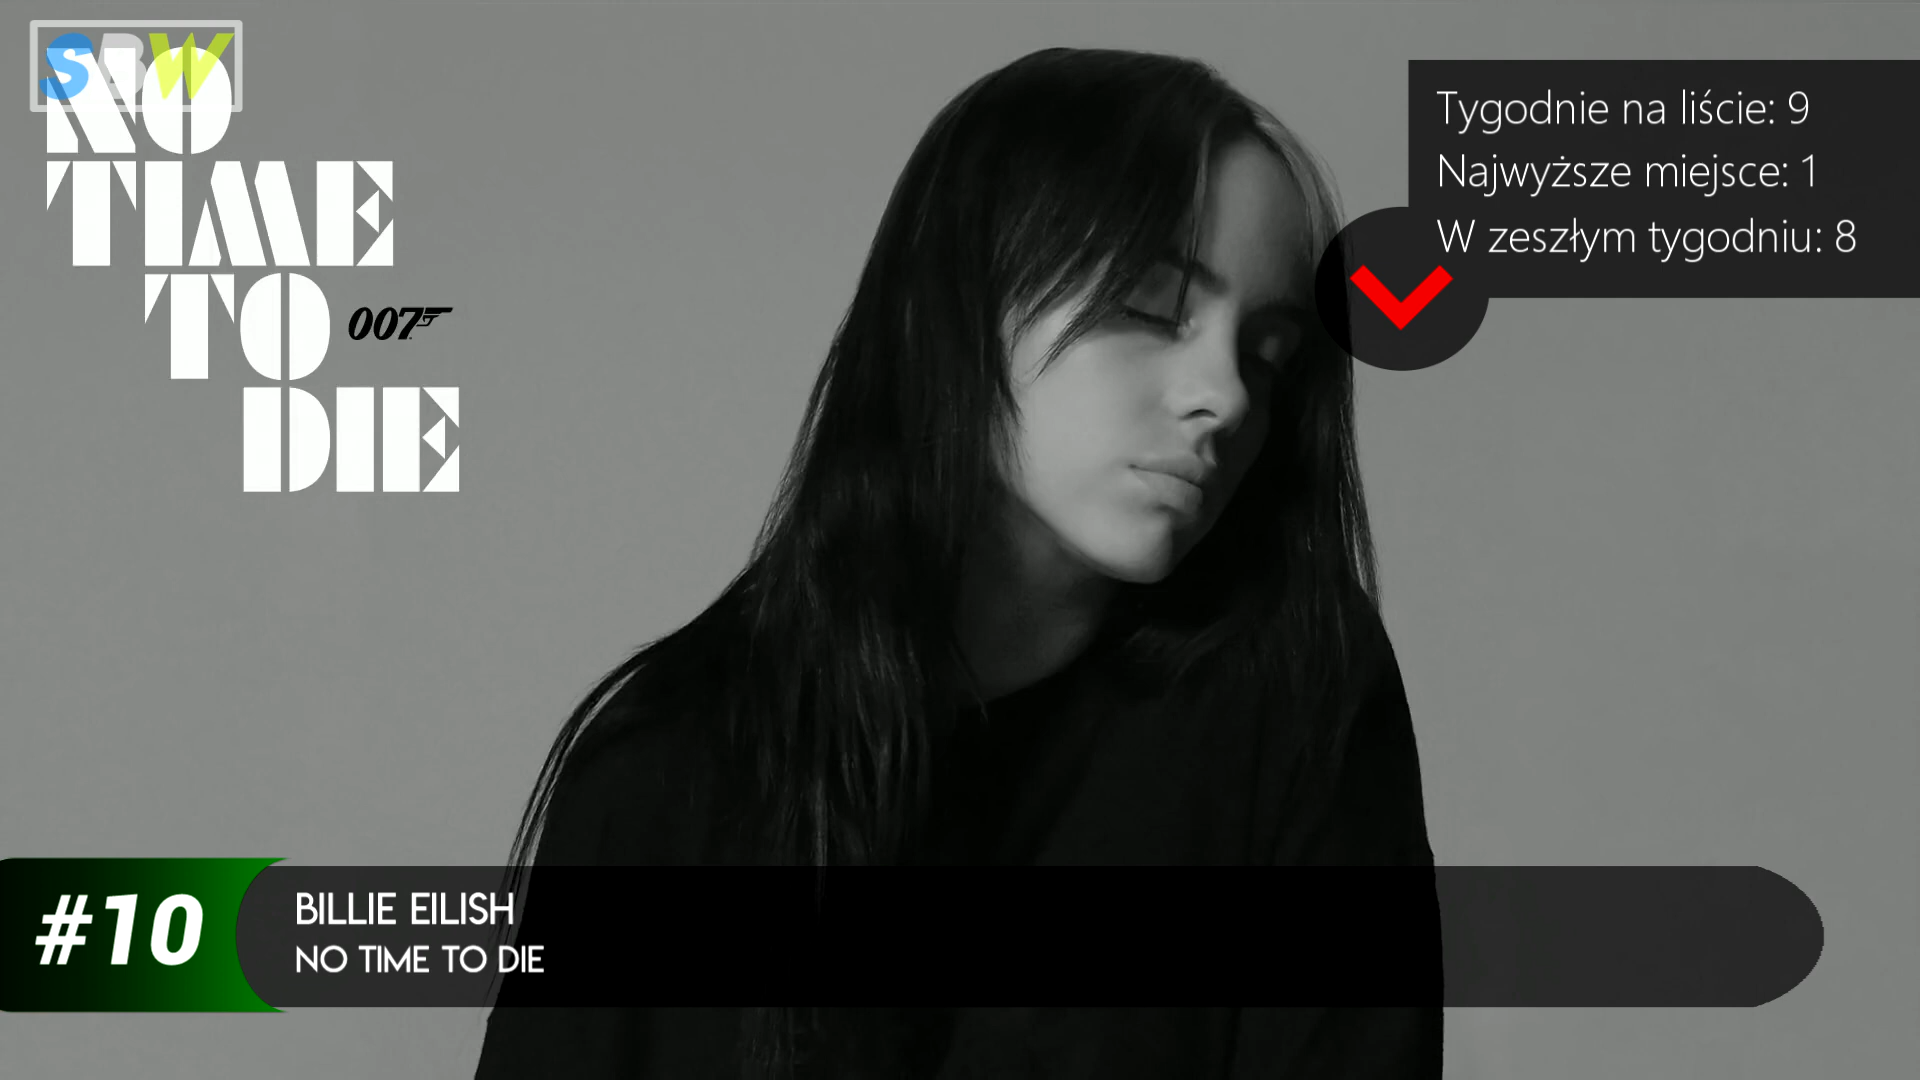 SBW
NO
TIME
TO
007
DIE
Tygodnie na liście: 9
Najwyższe miejsce: 1
W zeszłym tygodniu: 8
#10
BILLIE EILISH
NO TIME TO DIE